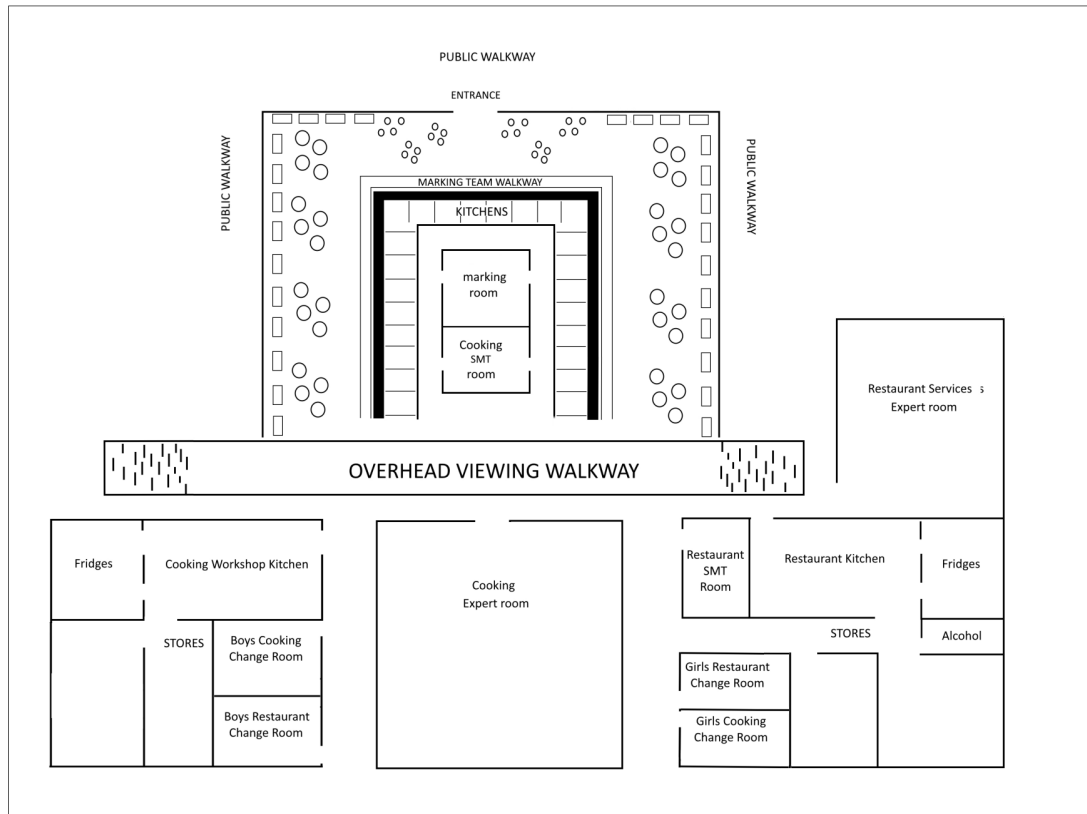 PUBLIC WALKWAY
ENTRANCE
PUBLIC WALKWAY
PUBLIC WALKWAY
MARKING TEAM WALKWAY
KITCHENS
marking
room
Cooking
SMT
room
Restaurant Services s
Expert room
OVERHEAD VIEWING WALKWAY
Fridges
Cooking Workshop Kitchen
Cooking
Expert room
Restaurant
SMT
Room
Restaurant Kitchen
Fridges
STORES
Boys Cooking
Change Room
STORES
Alcohol
Girls Restaurant
Change Room
Boys Restaurant
Change Room
Girls Cooking
Change Room